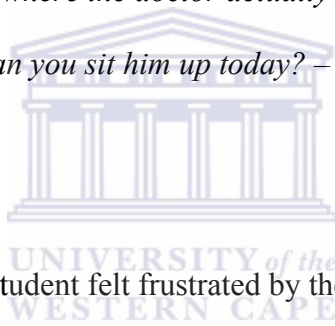 where the doctor actually
an you sit him up today? –
UNIVERSITY of the
tudent felt frustrated by the
WESTERN CAPE